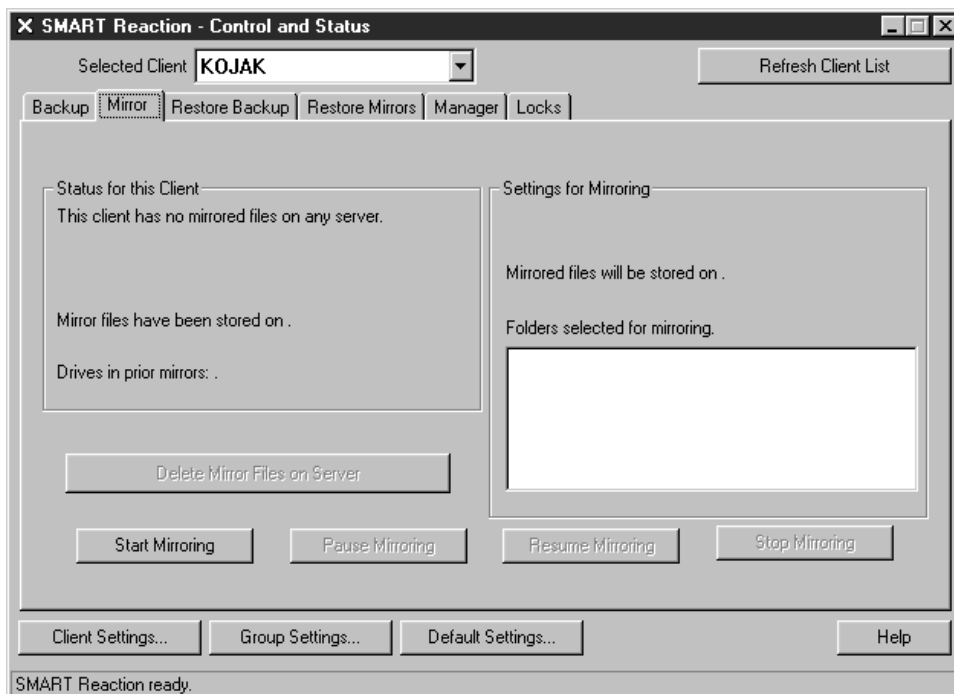 SMART Reaction - Control and Status
Selected Client KOJAK Refresh Client List
Backup Mirror Restore Backup Restore Mirrors Manager Locks
Status for this Client
This client has no mirrored files on any server.
Mirror files have been stored on .
Drives in prior mirrors: .
Settings for Mirroring
Mirrored files will be stored on .
Folders selected for mirroring.
Delete Mirror Files on Server
Start Mirroring Pause Mirroring Resume Mirroring Stop Mirroring
Client Settings... Group Settings... Default Settings... Help
SMART Reaction ready.